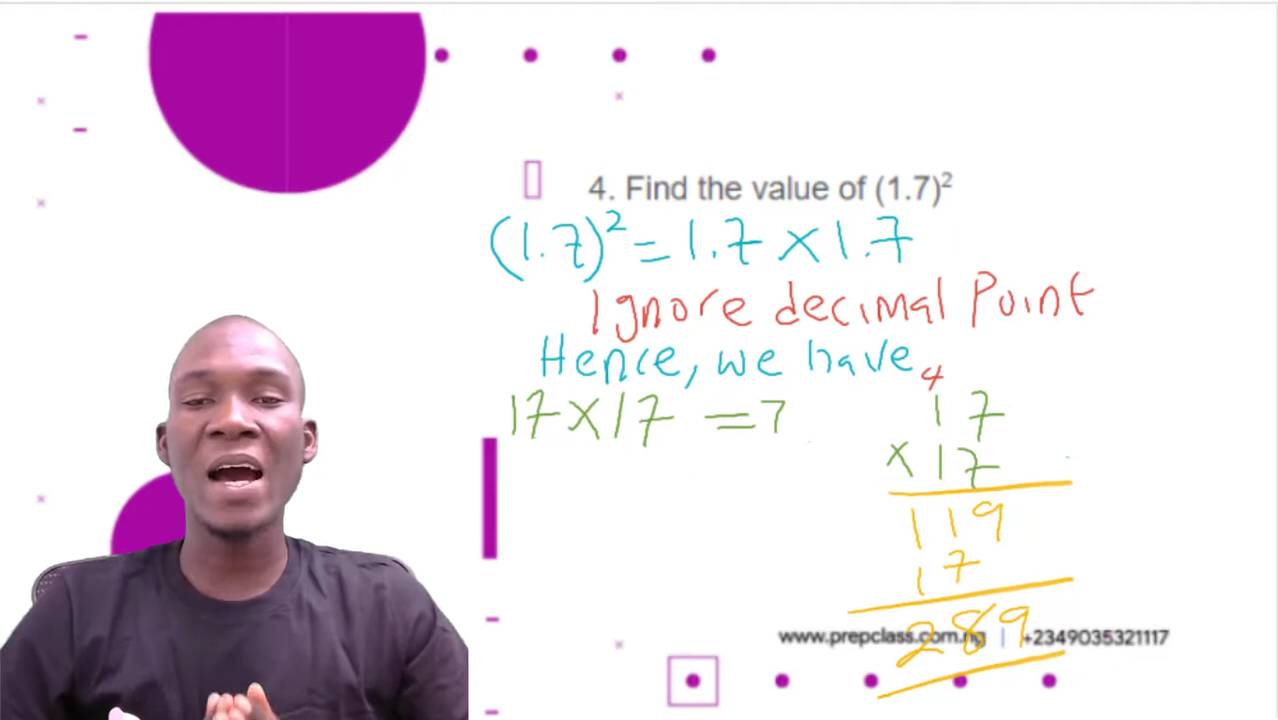 4. Find the value of (1.7)²
(1.7)² = 1.7 × 1.7
Ignore decimal Point
Hence, we have
17 × 17 = ?
4
17
× 17
119
17
289
www.prepclass.com.ng | +2349035321117